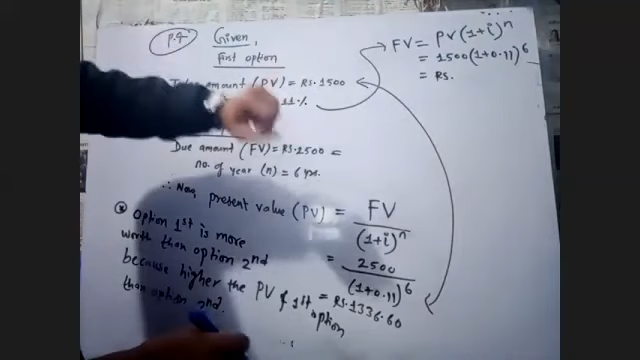 P.4
Given,
First option
amount (PV) = Rs.1500
11%
Due amount (FV) = Rs.2500 =
no. of year (n) = 6 yrs.
∴ Now, present value (PV) = FV
(1+i)^n
= 2500
(1+0.11)^6
= Rs.1336.60
* Option 1st is more
worth than option 2nd
because higher the PV of 1st
option
than option 2nd.
FV = PV(1+i)^n
= 1500(1+0.11)^6
= Rs.